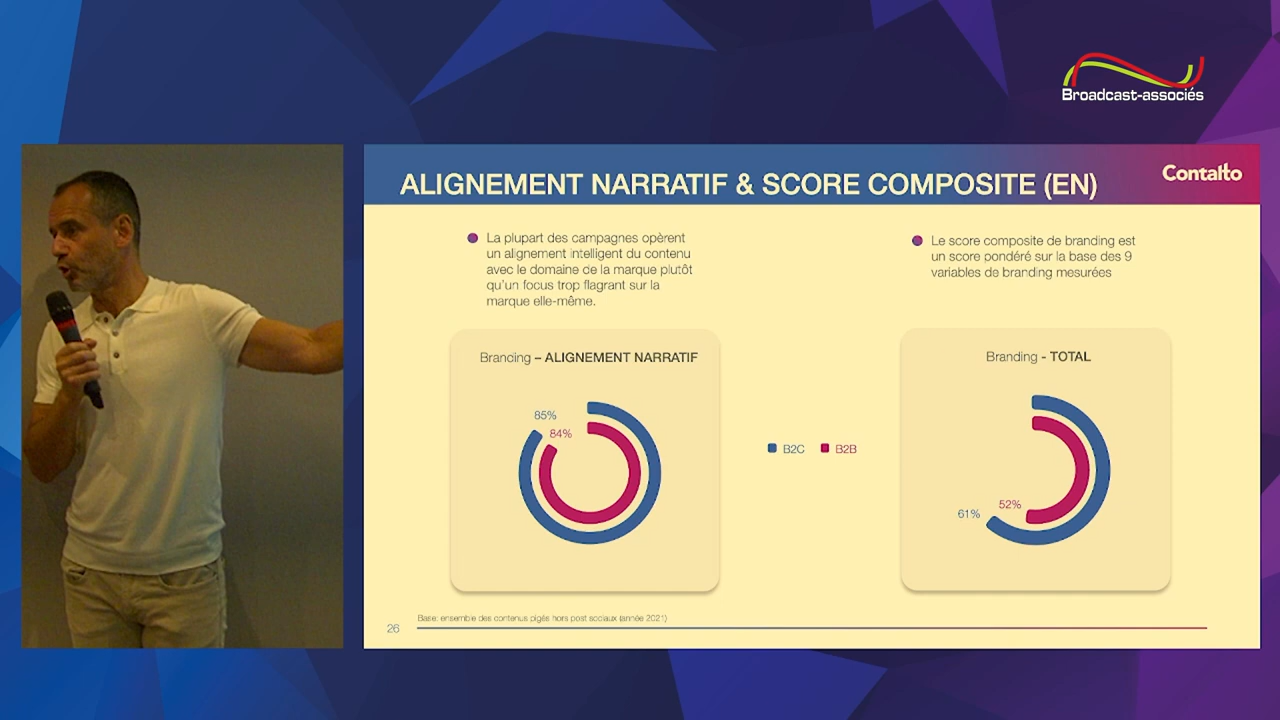 Broadcast-associés
ALIGNEMENT NARRATIF & SCORE COMPOSITE (EN)
Contalto
La plupart des campagnes opèrent
un alignement intelligent du contenu
avec le domaine de la marque plutôt
qu'un focus trop flagrant sur la
marque elle-même.
Le score composite de branding est
un score pondéré sur la base des 9
variables de branding mesurées
Branding – ALIGNEMENT NARRATIF
85%
84%
B2C B2B
Branding - TOTAL
61%
52%
Base: ensemble des contenus pigés hors post sociaux (année 2021)
26